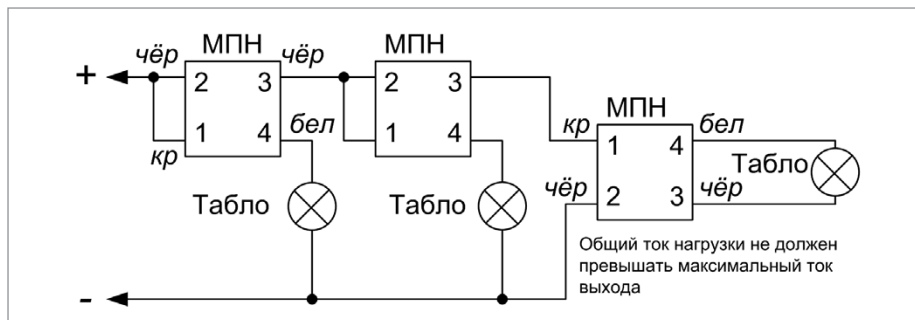 МПН
МПН
чёр
чёр
+
2 3
2 3
МПН
1 4
бел
1 4
кр
бел
кр
1 4
Табло
Табло
Табло
чёр
2 3
чёр
Общий ток нагрузки не должен
превышать максимальный ток
выхода
-